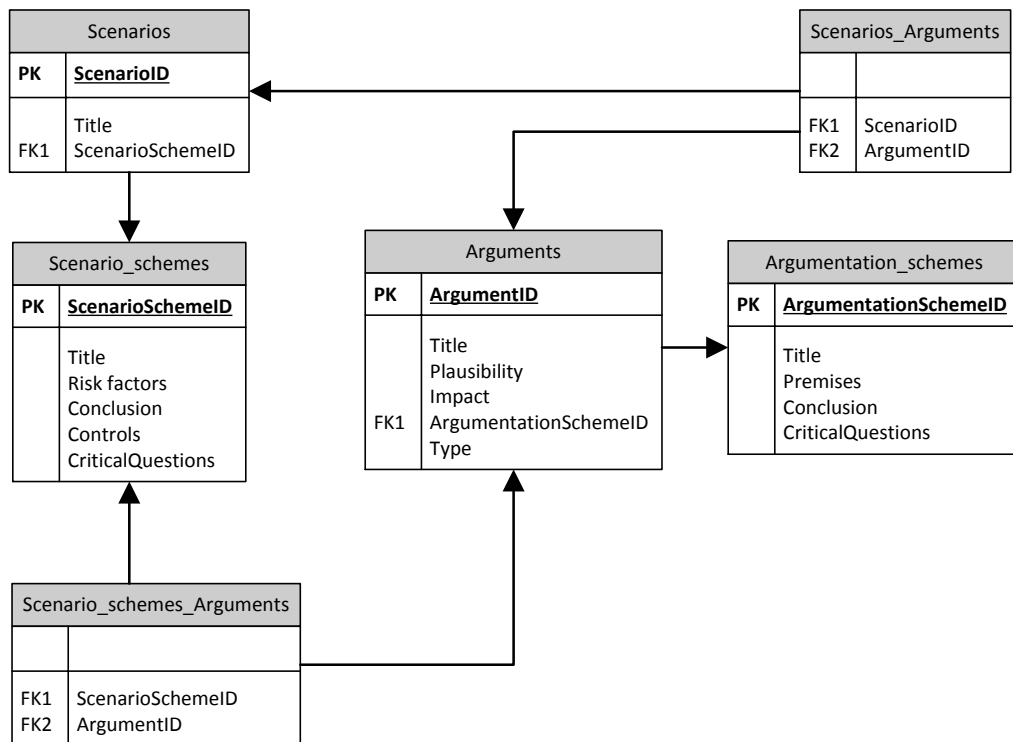 Scenarios
PK ScenarioID
Title
FK1 ScenarioSchemeID
Scenarios_Arguments
FK1 ScenarioID
FK2 ArgumentID
Scenario_schemes
PK ScenarioSchemeID
Title
Risk factors
Conclusion
Controls
CriticalQuestions
Arguments
PK ArgumentID
Title
Plausibility
Impact
FK1 ArgumentationSchemeID
Type
Argumentation_schemes
PK ArgumentationSchemeID
Title
Premises
Conclusion
CriticalQuestions
Scenario_schemes_Arguments
FK1 ScenarioSchemeID
FK2 ArgumentID